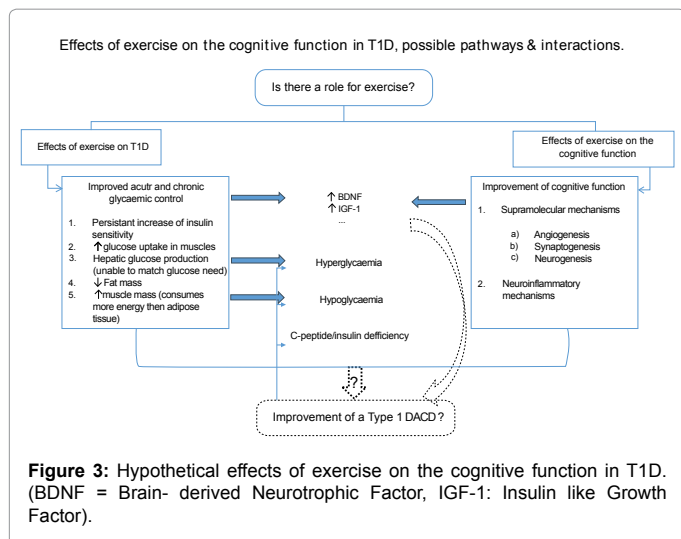 Effects of exercise on the cognitive function in T1D, possible pathways & interactions.
Is there a role for exercise?
Effects of exercise on T1D
Effects of exercise on the
cognitive function
Improved acutr and chronic
glycaemic control
1. Persistant increase of insulin
sensitivity
2. ↑glucose uptake in muscles
3. Hepatic glucose production
(unable to match glucose need)
4. ↓ Fat mass
5. ↑muscle mass (consumes
more energy then adipose
tissue)
↑ BDNF
↑ IGF-1
...
Hyperglycaemia
Hypoglycaemia
C-peptide/insulin defficiency
Improvement of cognitive function
1. Supramolecular mechanisms
a) Angiogenesis
b) Synaptogenesis
c) Neurogenesis
2. Neuroinflammatory
mechanisms
?
Improvement of a Type 1 DACD ?
Figure 3: Hypothetical effects of exercise on the cognitive function in T1D.
(BDNF = Brain- derived Neurotrophic Factor, IGF-1: Insulin like Growth
Factor).